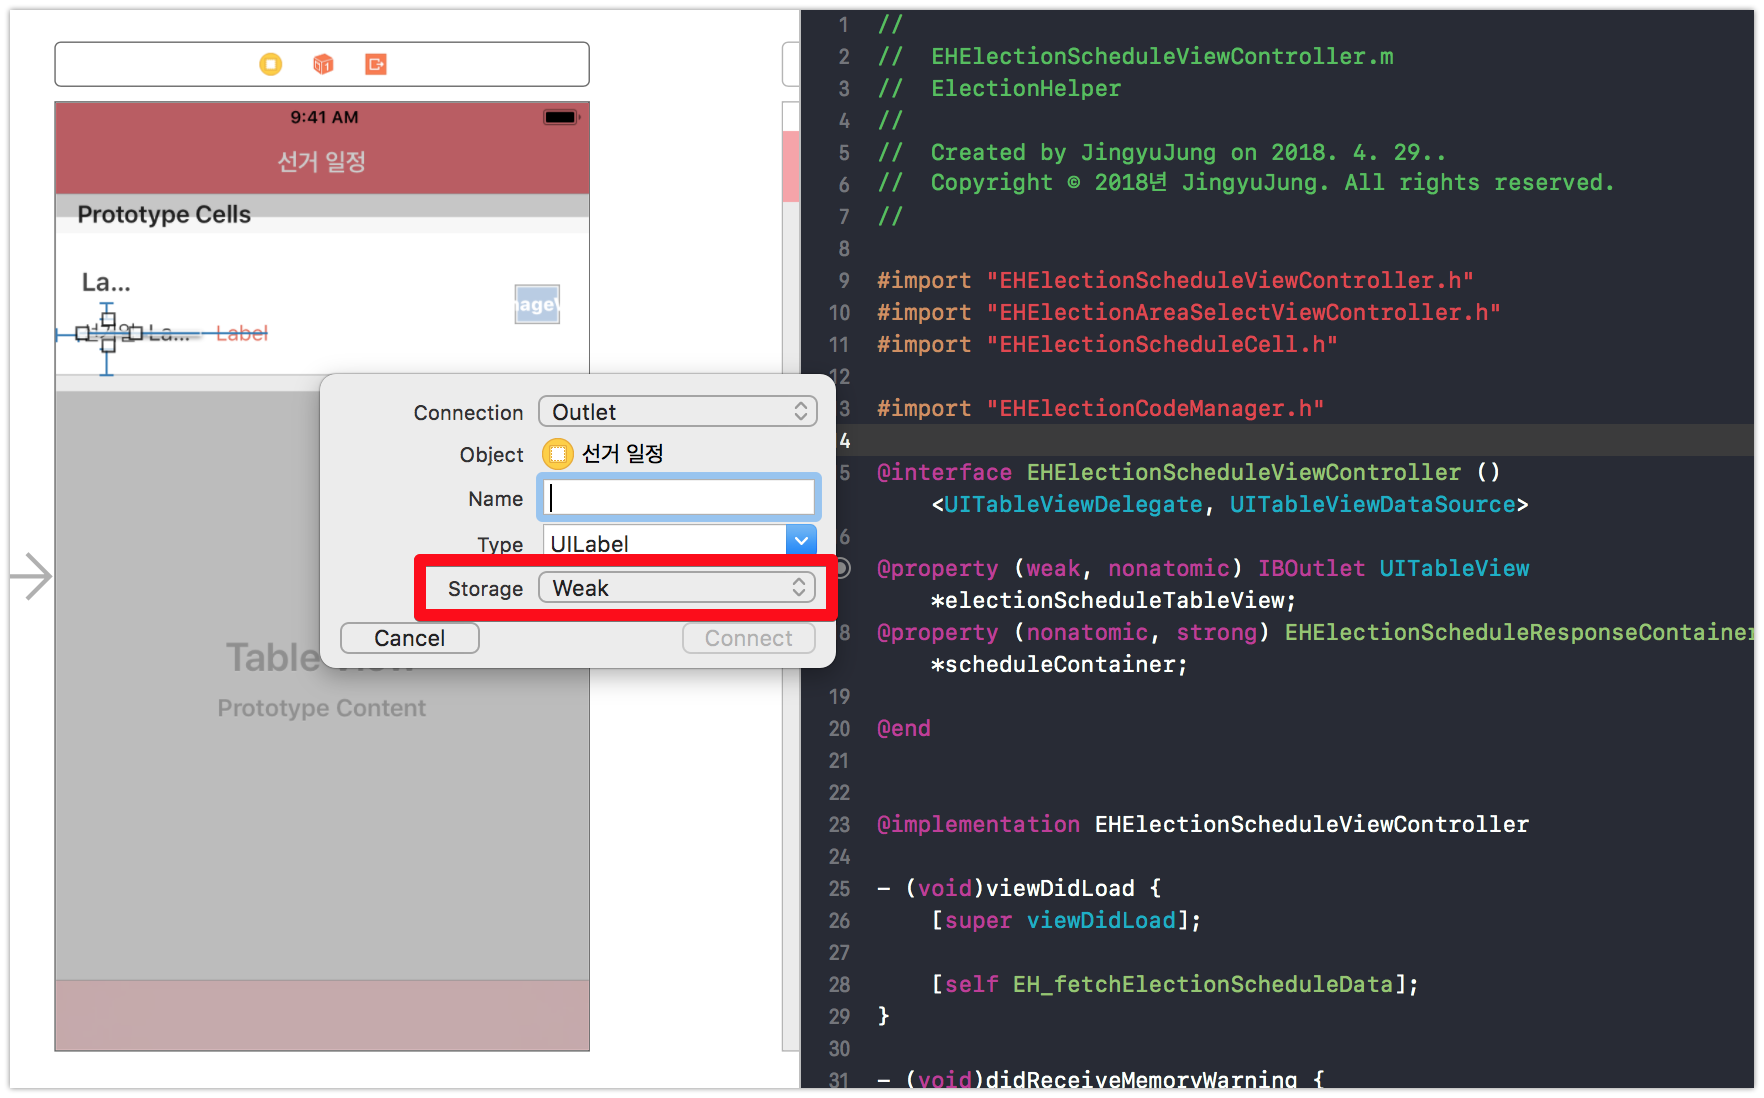 9:41 AM
선거 일정
Prototype Cells
La...
La...
Label
Table
Prototype Content
Connection
Outlet
Object
선거 일정
Name
Type
UILabel
Storage
Weak
Cancel
Connect
1 //
2 // EHElectionScheduleViewController.m
3 // ElectionHelper
4 //
5 // Created by JingyuJung on 2018. 4. 29..
6 // Copyright © 2018년 JingyuJung. All rights reserved.
7 //
8
9 #import "EHElectionScheduleViewController.h"
10 #import "EHElectionAreaSelectViewController.h"
11 #import "EHElectionScheduleCell.h"
12
3 #import "EHElectionCodeManager.h"
4
5 @interface EHElectionScheduleViewController ()
<UITableViewDelegate, UITableViewDataSource>
6
@property (weak, nonatomic) IBOutlet UITableView
*electionScheduleTableView;
8 @property (nonatomic, strong) EHElectionScheduleResponseContainer
*scheduleContainer;
19
20 @end
21
22
23 @implementation EHElectionScheduleViewController
24
25 - (void)viewDidLoad {
26 [super viewDidLoad];
27
28 [self EH_fetchElectionScheduleData];
29 }
30
31 - (void)didReceiveMemoryWarning {